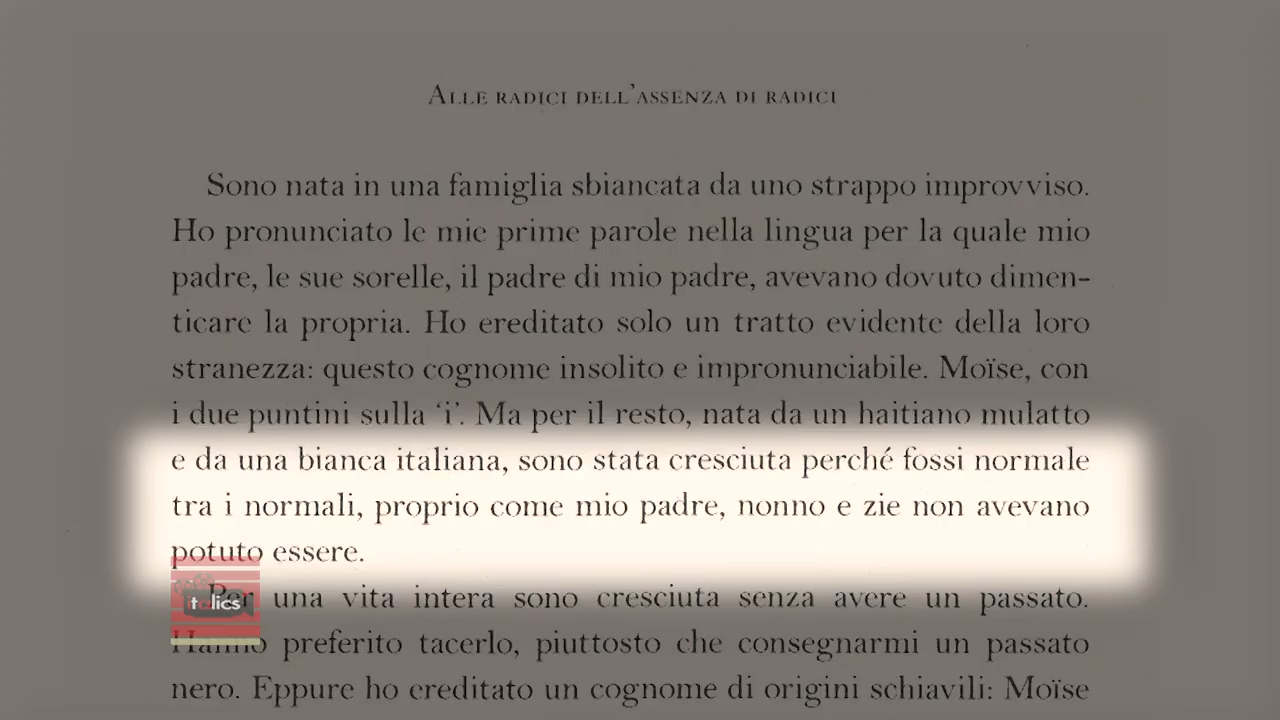 ALLE RADICI DELL'ASSENZA DI RADICI
Sono nata in una famiglia sbiancata da uno strappo improvviso.
Ho pronunciato le mie prime parole nella lingua per la quale mio
padre, le sue sorelle, il padre di mio padre, avevano dovuto dimen-
ticare la propria. Ho ereditato solo un tratto evidente della loro
stranezza: questo cognome insolito e impronunciabile. Moïse, con
i due puntini sulla ‘i’. Ma per il resto, nata da un haitiano mulatto
e da una bianca italiana, sono stata cresciuta perché fossi normale
tra i normali, proprio come mio padre, nonno e zie non avevano
potuto essere.
Per una vita intera sono cresciuta senza avere un passato.
Hanno preferito tacerlo, piuttosto che consegnarmi un passato
nero. Eppure ho ereditato un cognome di origini schiavili: Moïse
italics